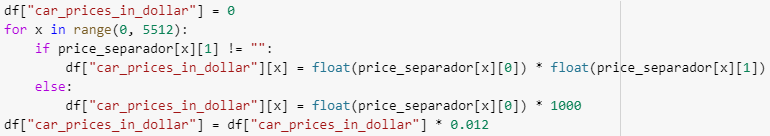 df["car_prices_in_dollar"] = 0
for x in range(0, 5512):
    if price_separador[x][1] != "":
        df["car_prices_in_dollar"][x] = float(price_separador[x][0]) * float(price_separador[x][1])
    else:
        df["car_prices_in_dollar"][x] = float(price_separador[x][0]) * 1000
df["car_prices_in_dollar"] = df["car_prices_in_dollar"] * 0.012